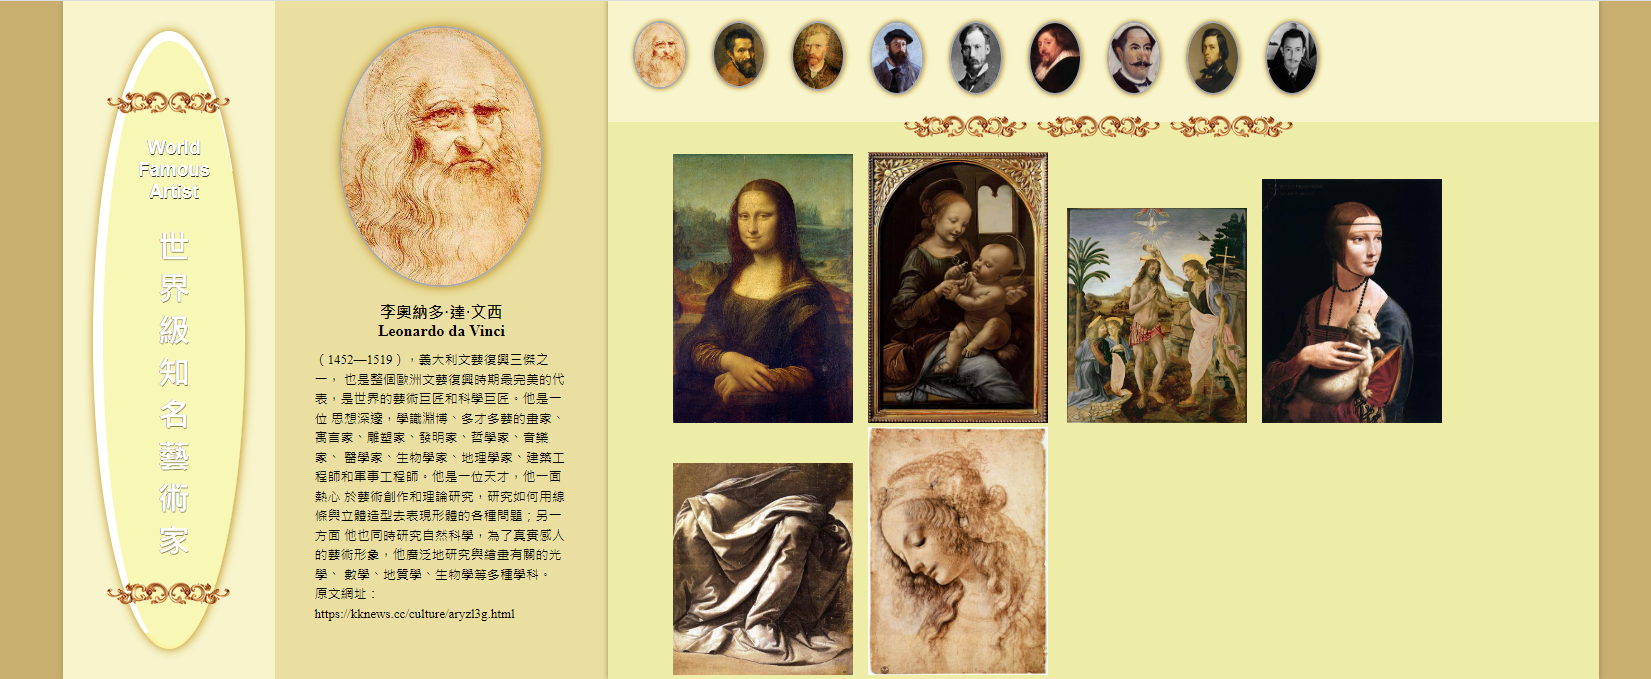 World
Famous
Artist
世
界
級
知
名
藝
術
家
李奧納多·達·文西
Leonardo da Vinci
（1452—1519），義大利文藝復興三傑之
一， 也是整個歐洲文藝復興時期最完美的代
表，是世界的藝術巨匠和科學巨匠。他是一
位 思想深邃，學識淵博、多才多藝的畫家、
寓言家、雕塑家、發明家、哲學家、音樂
家、 醫學家、生物學家、地理學家、建築工
程師和軍事工程師。他是一位天才，他一面
熱心 於藝術創作和理論研究，研究如何用線
條與立體造型去表現形體的各種問題；另一
方面 他也同時研究自然科學，為了真實感人
的藝術形象，他廣泛地研究與繪畫有關的光
學、 數學、地質學、生物學等多種學科。
原文網址：
https://kknews.cc/culture/aryzl3g.html